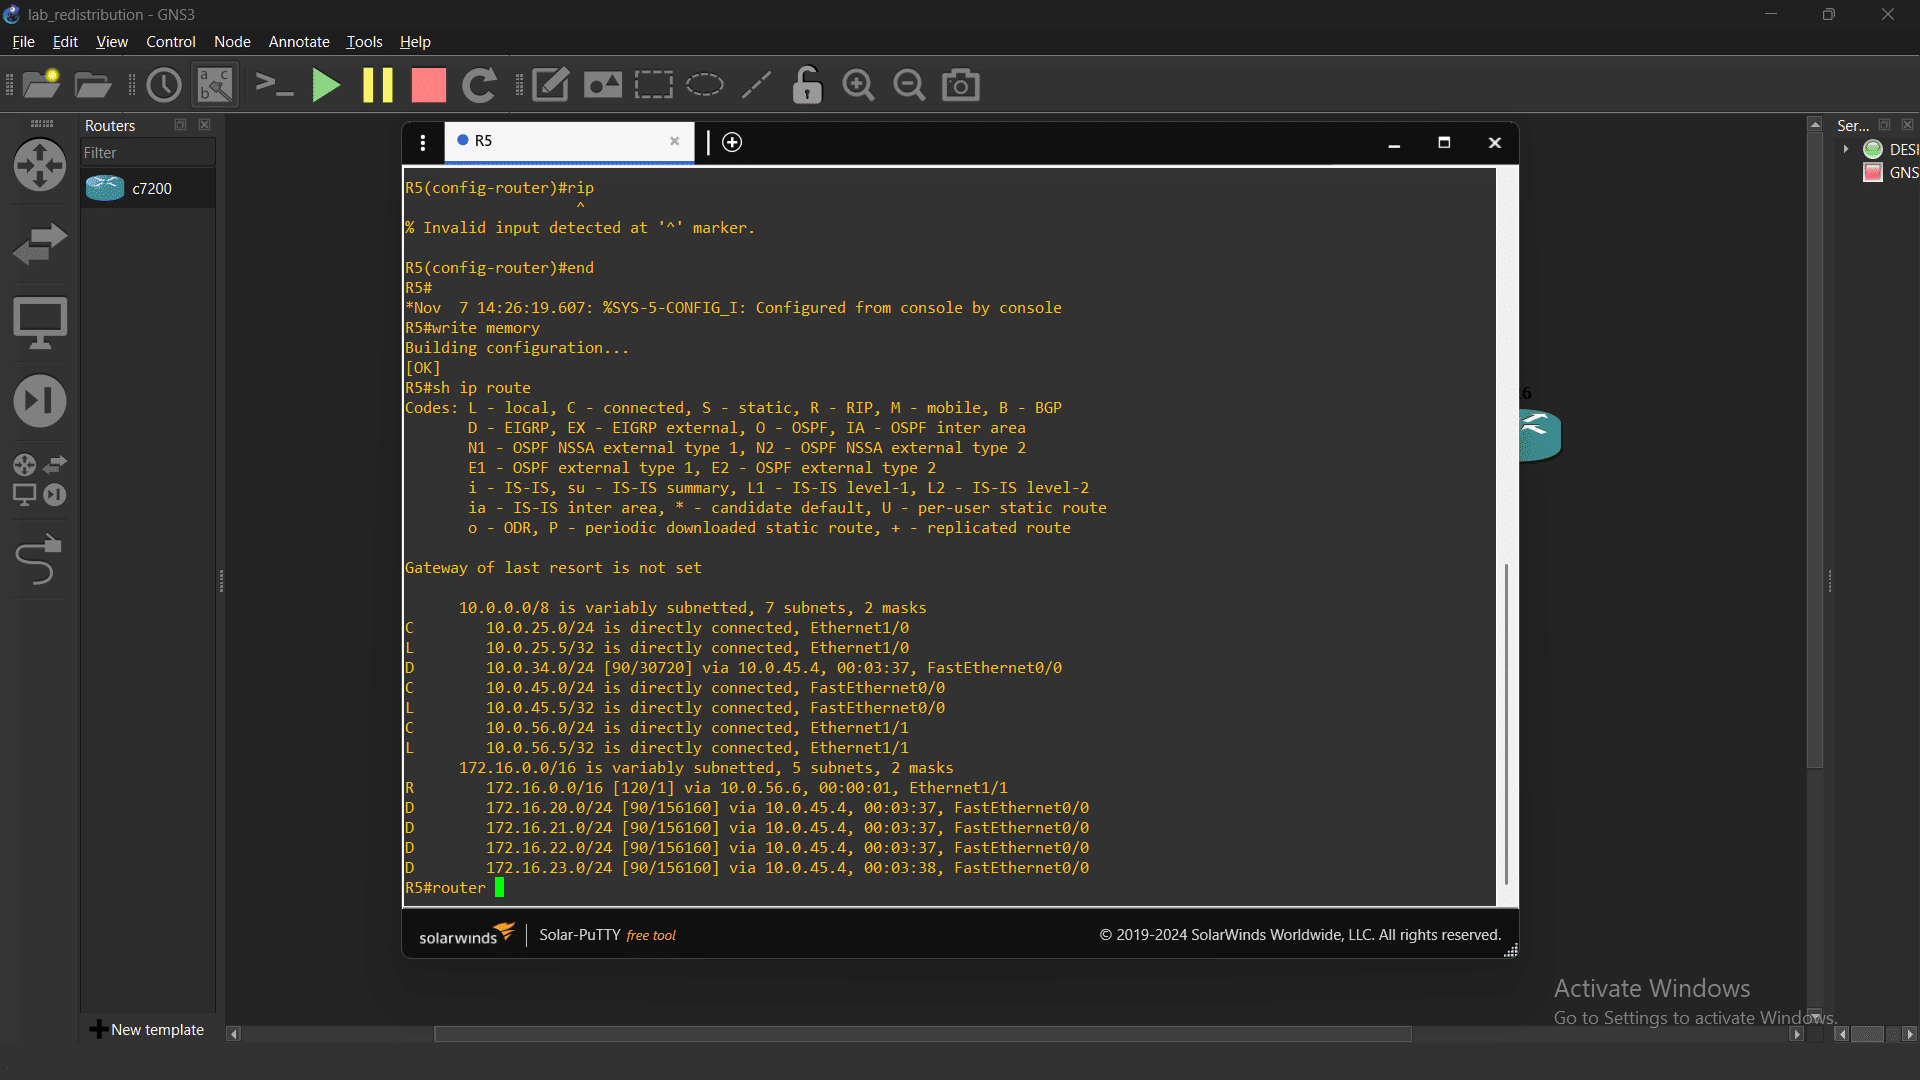 lab_redistribution - GNS3
File Edit View Control Node Annotate Tools Help
Routers
Filter
c7200
New template
R5
R5(config-router)#rip
^
% Invalid input detected at '^' marker.
R5(config-router)#end
R5#
*Nov  7 14:26:19.607: %SYS-5-CONFIG_I: Configured from console by console
R5#write memory
Building configuration...
[OK]
R5#sh ip route
Codes: L - local, C - connected, S - static, R - RIP, M - mobile, B - BGP
D - EIGRP, EX - EIGRP external, O - OSPF, IA - OSPF inter area
N1 - OSPF NSSA external type 1, N2 - OSPF NSSA external type 2
E1 - OSPF external type 1, E2 - OSPF external type 2
i - IS-IS, su - IS-IS summary, L1 - IS-IS level-1, L2 - IS-IS level-2
ia - IS-IS inter area, * - candidate default, U - per-user static route
o - ODR, P - periodic downloaded static route, + - replicated route
Gateway of last resort is not set
10.0.0.0/8 is variably subnetted, 7 subnets, 2 masks
C        10.0.25.0/24 is directly connected, Ethernet1/0
L        10.0.25.5/32 is directly connected, Ethernet1/0
D        10.0.34.0/24 [90/30720] via 10.0.45.4, 00:03:37, FastEthernet0/0
C        10.0.45.0/24 is directly connected, FastEthernet0/0
L        10.0.45.5/32 is directly connected, FastEthernet0/0
C        10.0.56.0/24 is directly connected, Ethernet1/1
L        10.0.56.5/32 is directly connected, Ethernet1/1
172.16.0.0/16 is variably subnetted, 5 subnets, 2 masks
R        172.16.0.0/16 [120/1] via 10.0.56.6, 00:00:01, Ethernet1/1
D        172.16.20.0/24 [90/156160] via 10.0.45.4, 00:03:37, FastEthernet0/0
D        172.16.21.0/24 [90/156160] via 10.0.45.4, 00:03:37, FastEthernet0/0
D        172.16.22.0/24 [90/156160] via 10.0.45.4, 00:03:37, FastEthernet0/0
D        172.16.23.0/24 [90/156160] via 10.0.45.4, 00:03:38, FastEthernet0/0
R5#router
solarwinds Solar-PuTTY free tool
© 2019-2024 SolarWinds Worldwide, LLC. All rights reserved.
6
Ser...
DESH
GNS
Activate Windows
Go to Settings to activate Windows.